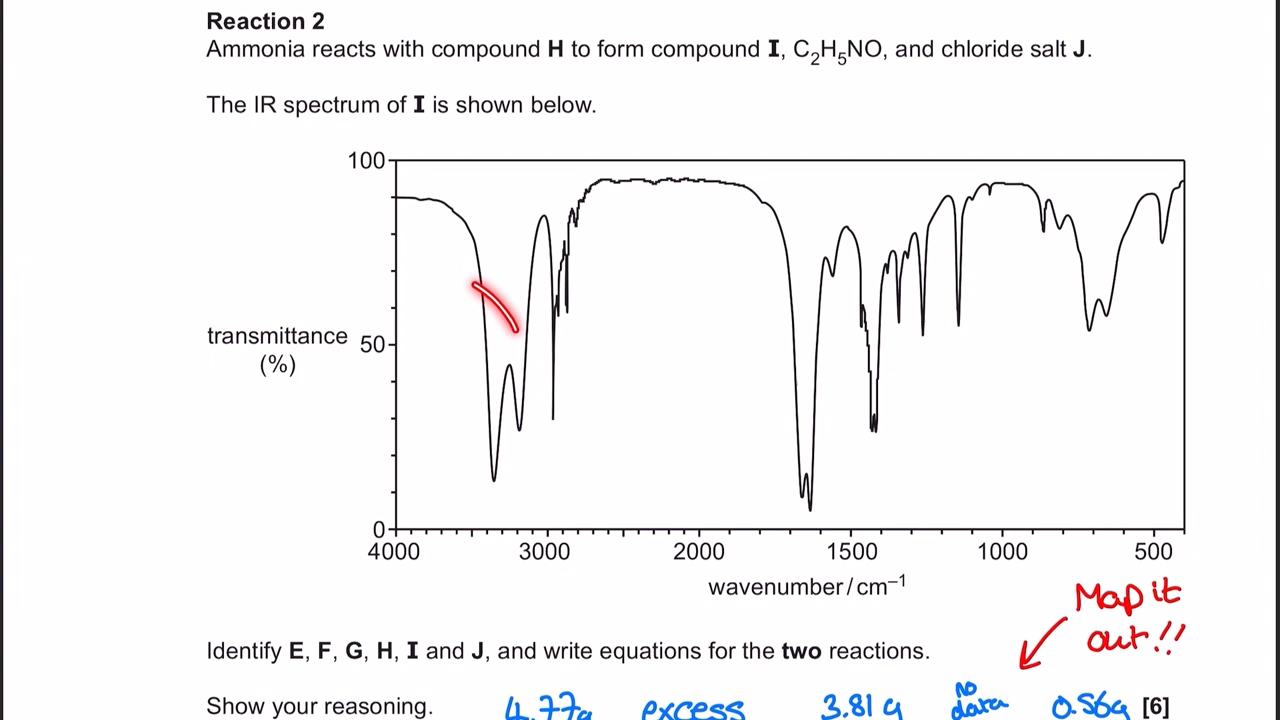 Reaction 2
Ammonia reacts with compound H to form compound I, C₂H₅NO, and chloride salt J.
The IR spectrum of I is shown below.
100
transmittance
(%)
50
0
4000 3000 2000 1500 1000 500
wavenumber / cm⁻¹
Map it
out!!
Identify E, F, G, H, I and J, and write equations for the two reactions.
Show your reasoning. 4.77g excess 3.81g no data 0.56g [6]